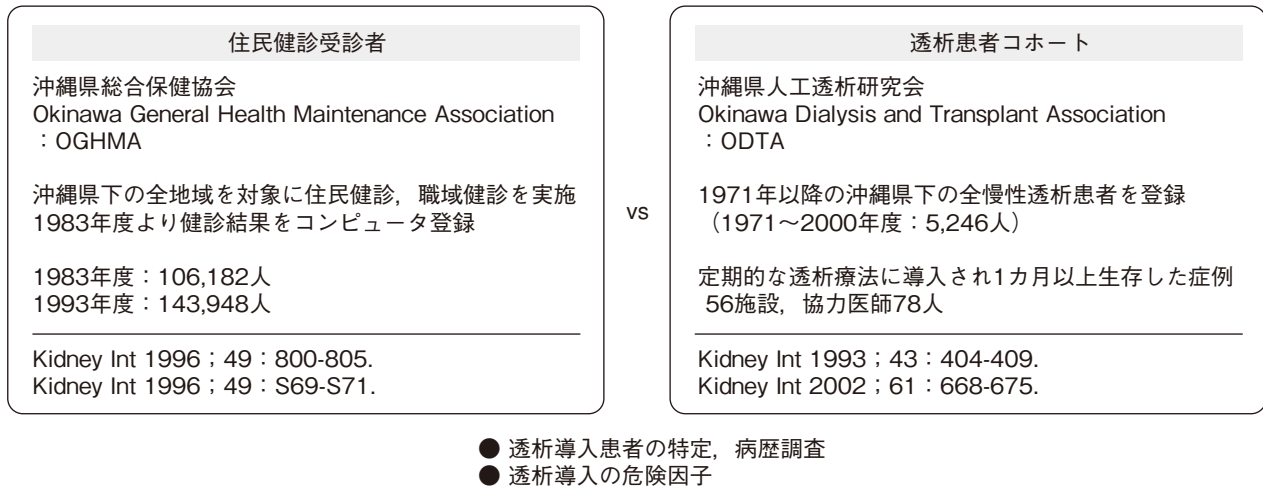 住民健診受診者
沖縄県総合保健協会
Okinawa General Health Maintenance Association
：OGHMA
沖縄県下の全地域を対象に住民健診，職域健診を実施
1983年度より健診結果をコンピュータ登録
1983年度：106,182人
1993年度：143,948人
Kidney Int 1996；49：800-805.
Kidney Int 1996；49：S69-S71.
vs
透析患者コホート
沖縄県人工透析研究会
Okinawa Dialysis and Transplant Association
：ODTA
1971年以降の沖縄県下の全慢性透析患者を登録
（1971～2000年度：5,246人）
定期的な透析療法に導入され1カ月以上生存した症例
56施設，協力医師78人
Kidney Int 1993；43：404-409.
Kidney Int 2002；61：668-675.
● 透析導入患者の特定，病歴調査
● 透析導入の危険因子